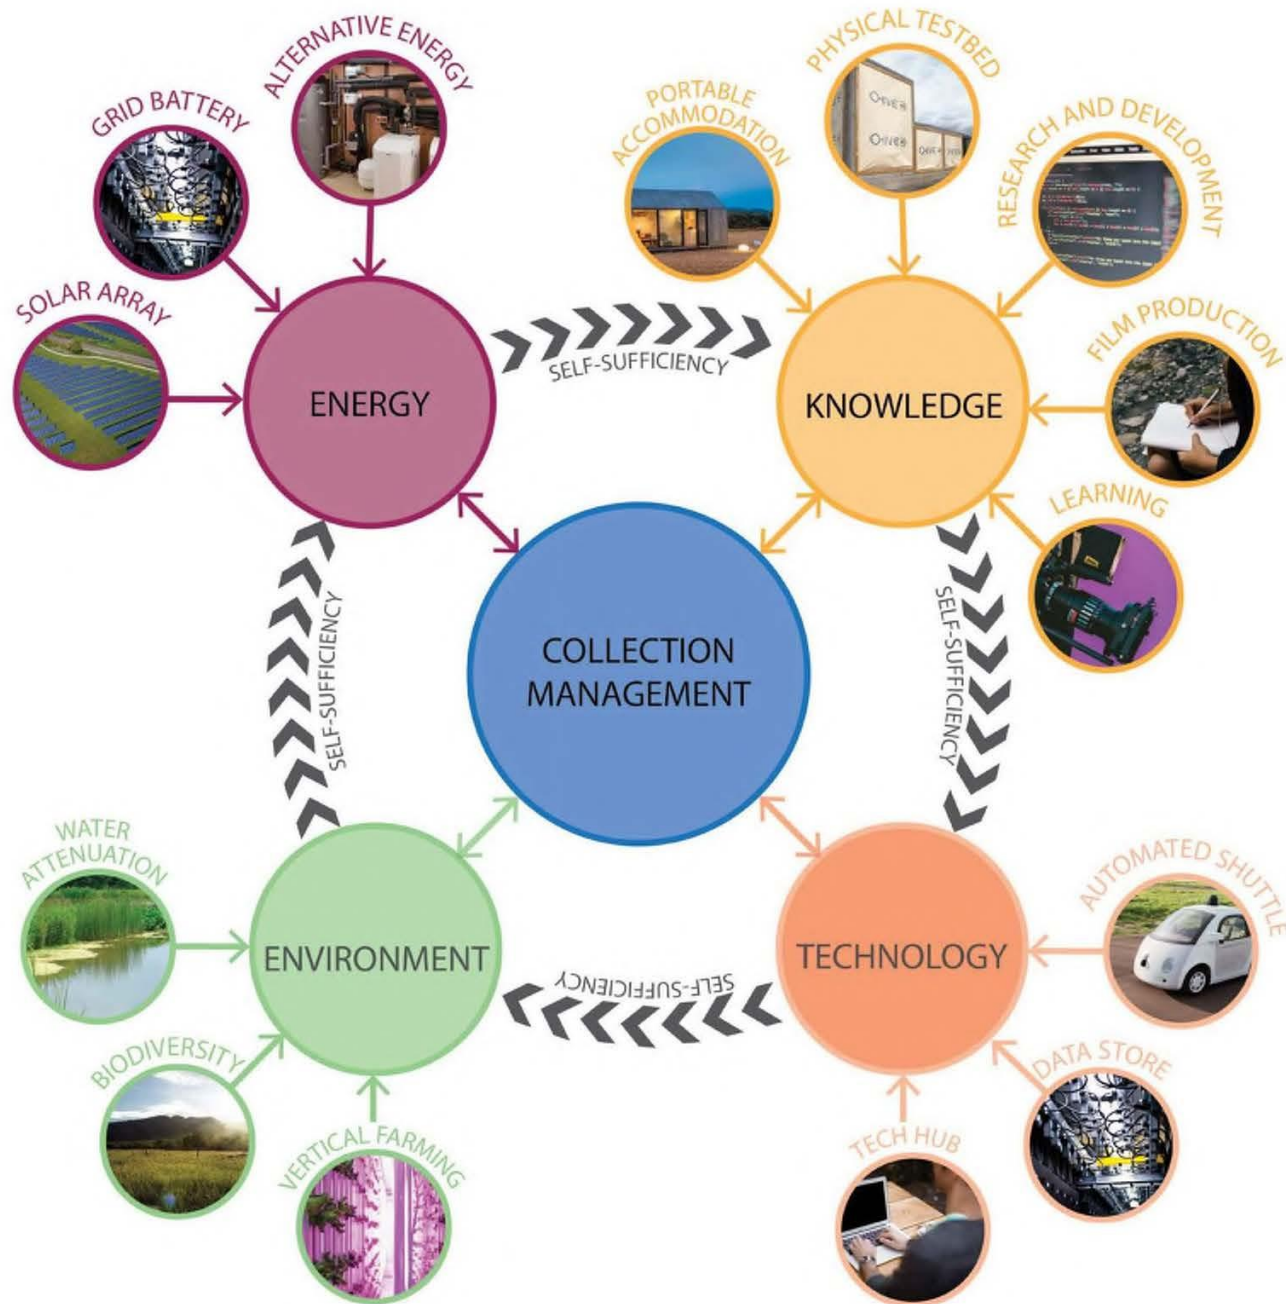 ALTERNATIVE ENERGY
GRID BATTERY
SOLAR ARRAY
ENERGY
PHYSICAL TESTBED
PORTABLE
ACCOMMODATION
RESEARCH AND DEVELOPMENT
FILM PRODUCTION
LEARNING
KNOWLEDGE
SELF-SUFFICIENCY
SELF-SUFFICIENCY
SELF-SUFFICIENCY
COLLECTION
MANAGEMENT
WATER
ATTENUATION
BIODIVERSITY
VERTICAL FARMING
ENVIRONMENT
SELF-SUFFICIENCY
TECHNOLOGY
AUTOMATED SHUTTLE
DATA STORE
TECH HUB